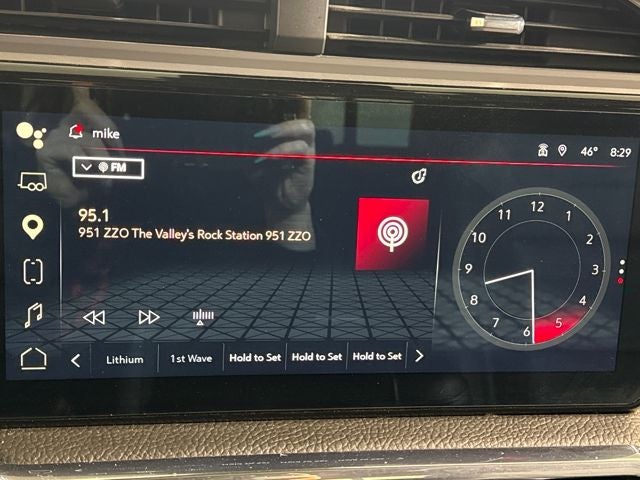 mike
46° 8:29
FM
95.1
951 ZZO The Valley's Rock Station 951 ZZO
12
11 1
10 2
9 3
8 4
7 5
6
Lithium 1st Wave Hold to Set Hold to Set Hold to Set